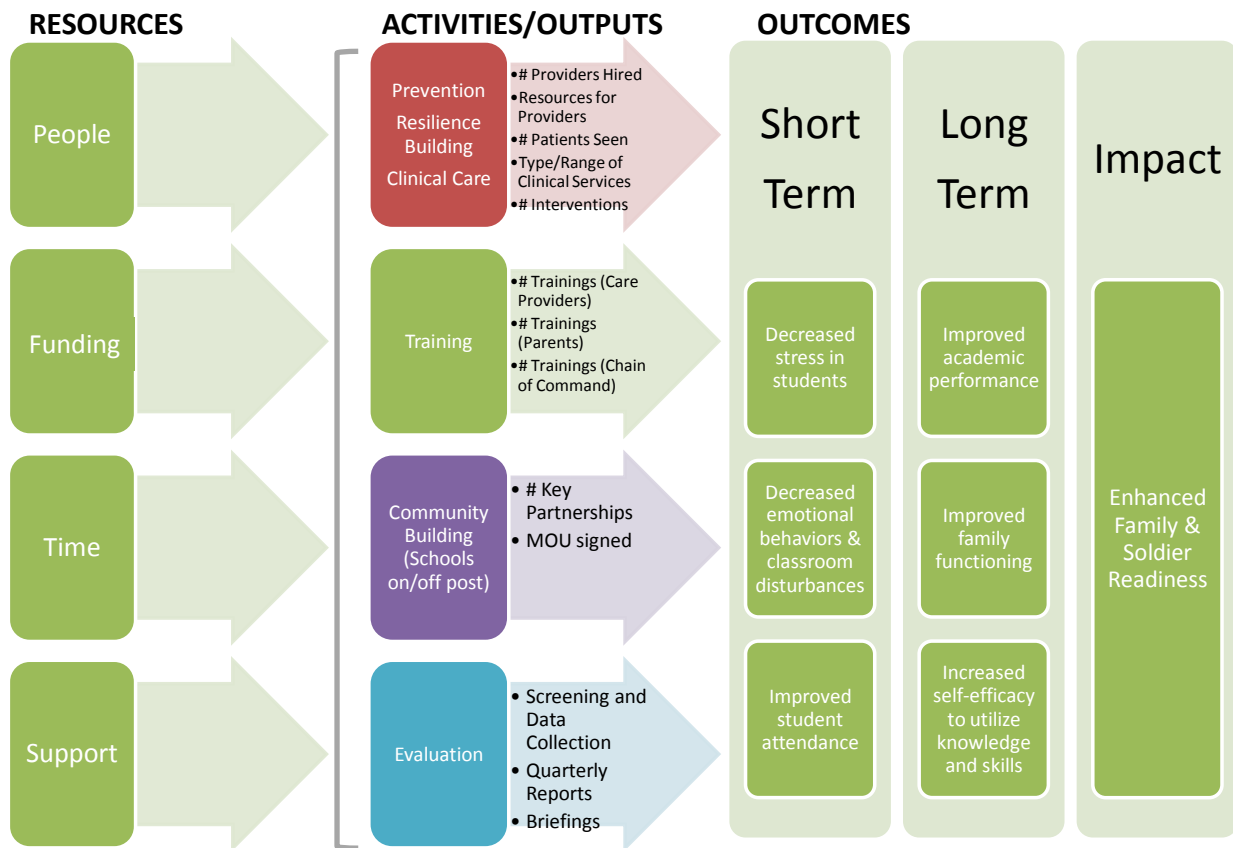 RESOURCES
ACTIVITIES/OUTPUTS
OUTCOMES
People
Funding
Time
Support
Prevention
Resilience
Building
Clinical Care
•# Providers Hired
•Resources for
Providers
•# Patients Seen
•Type/Range of
Clinical Services
•# Interventions
Training
•# Trainings (Care
Providers)
•# Trainings
(Parents)
•# Trainings (Chain
of Command)
Community
Building
(Schools
on/off post)
• # Key
Partnerships
• MOU signed
Evaluation
• Screening and
Data
Collection
• Quarterly
Reports
• Briefings
Short
Term
Decreased
stress in
students
Decreased
emotional
behaviors &
classroom
disturbances
Improved
student
attendance
Long
Term
Improved
academic
performance
Improved
family
functioning
Increased
self-efficacy
to utilize
knowledge
and skills
Impact
Enhanced
Family &
Soldier
Readiness